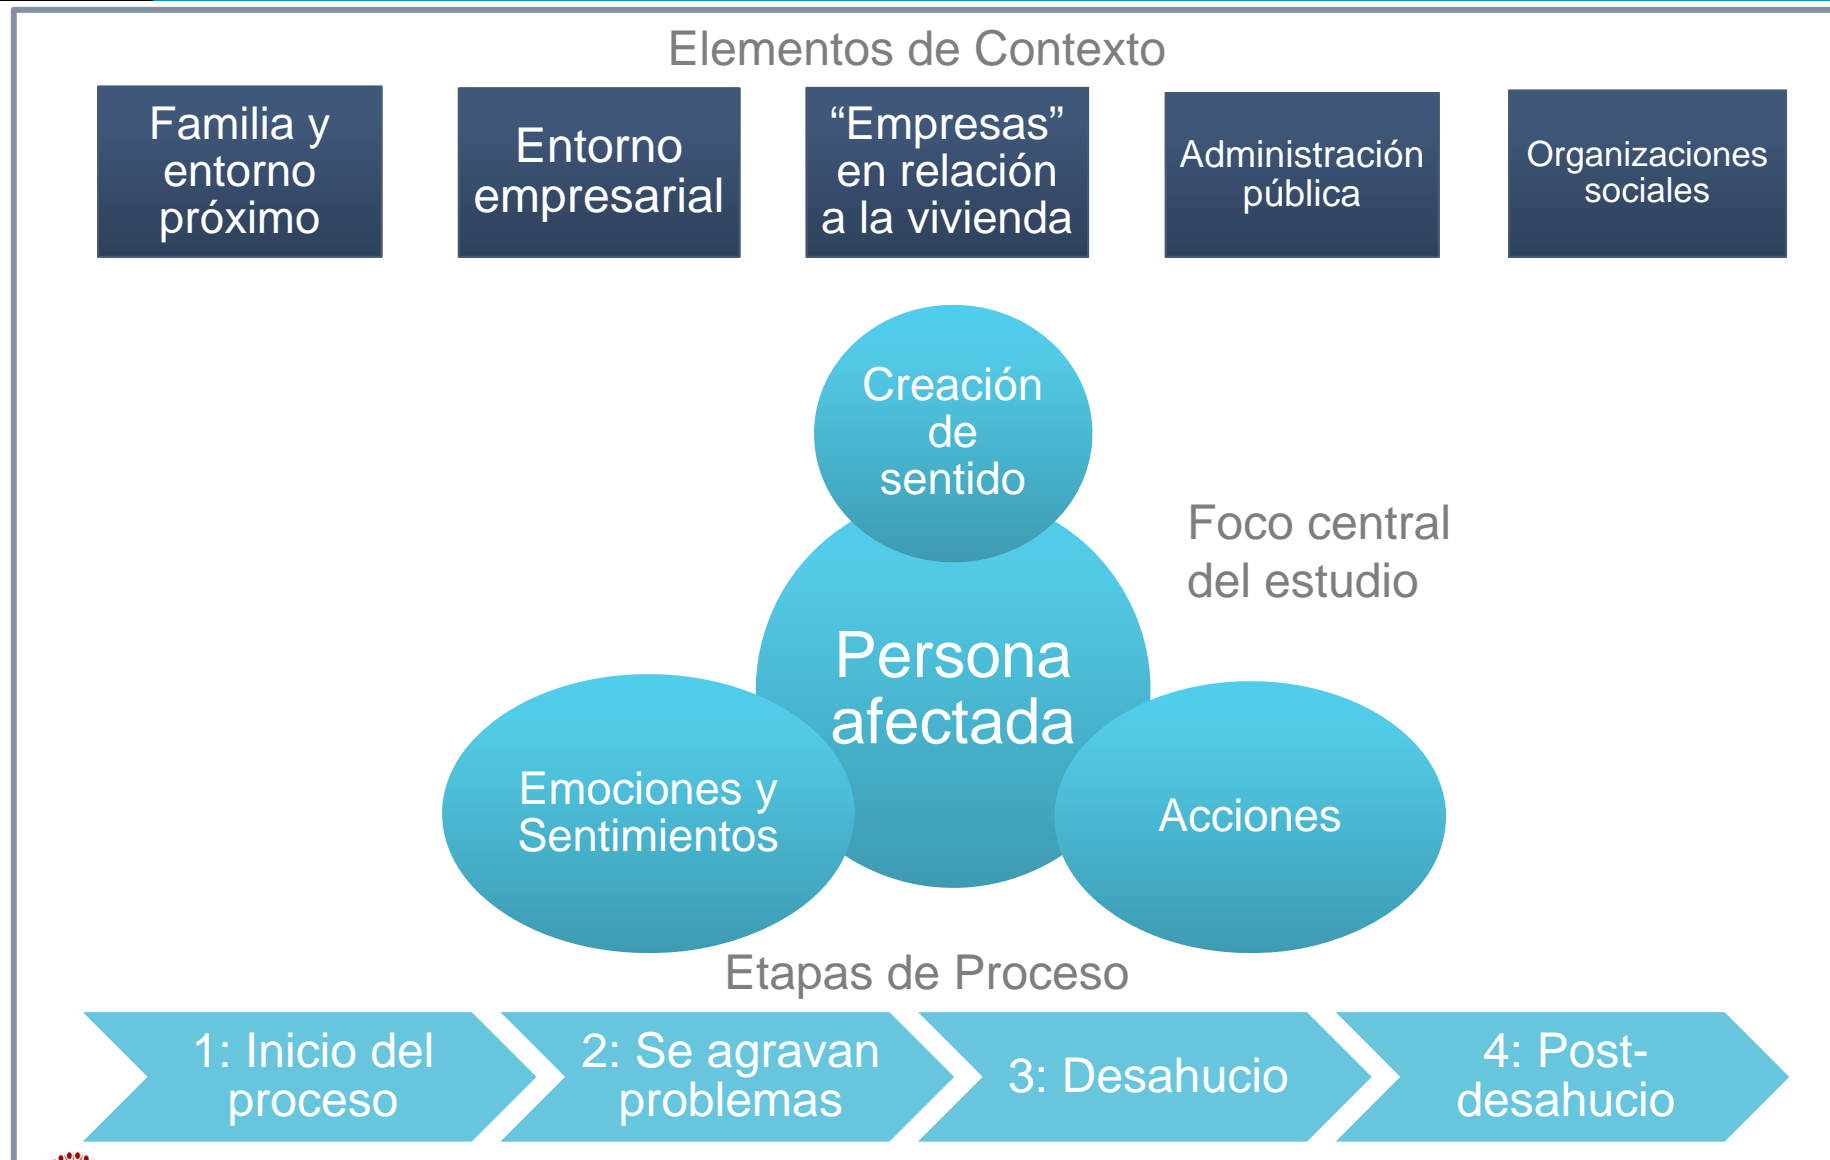 Elementos de Contexto
Familia y
entorno
próximo
Entorno
empresarial
“Empresas”
en relación
a la vivienda
Administración
pública
Organizaciones
sociales
Creación
de
sentido
Foco central
del estudio
Persona
afectada
Emociones y
Sentimientos
Acciones
Etapas de Proceso
1: Inicio del
proceso
2: Se agravan
problemas
3: Desahucio
4: Post-
desahucio